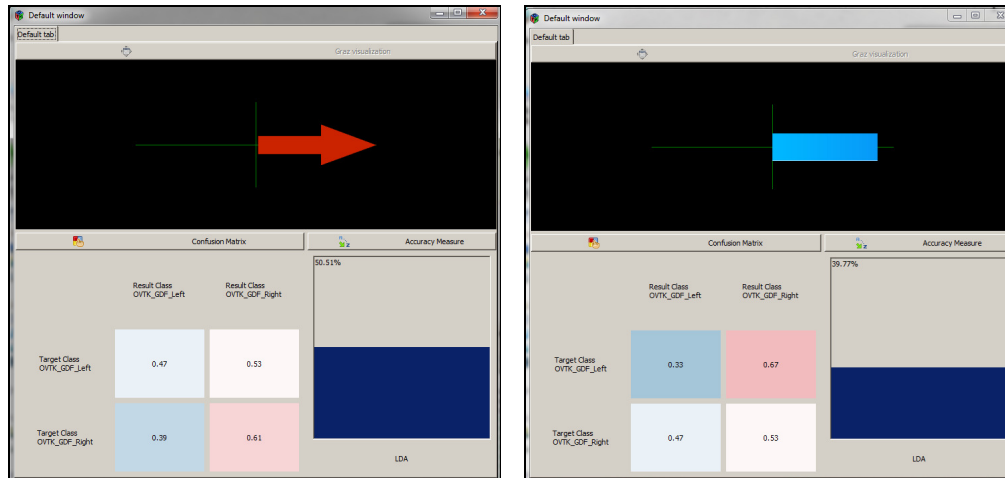 Default window
Default tab
Graz visualization
Confusion Matrix
Accuracy Measure
50.51%
Result Class
OVTK_GDF_Left
Result Class
OVTK_GDF_Right
Target Class
OVTK_GDF_Left
0.47
0.53
Target Class
OVTK_GDF_Right
0.39
0.61
LDA
Default window
Default tab
Graz visualization
Confusion Matrix
Accuracy Measure
39.77%
Result Class
OVTK_GDF_Left
Result Class
OVTK_GDF_Right
Target Class
OVTK_GDF_Left
0.33
0.67
Target Class
OVTK_GDF_Right
0.47
0.53
LDA